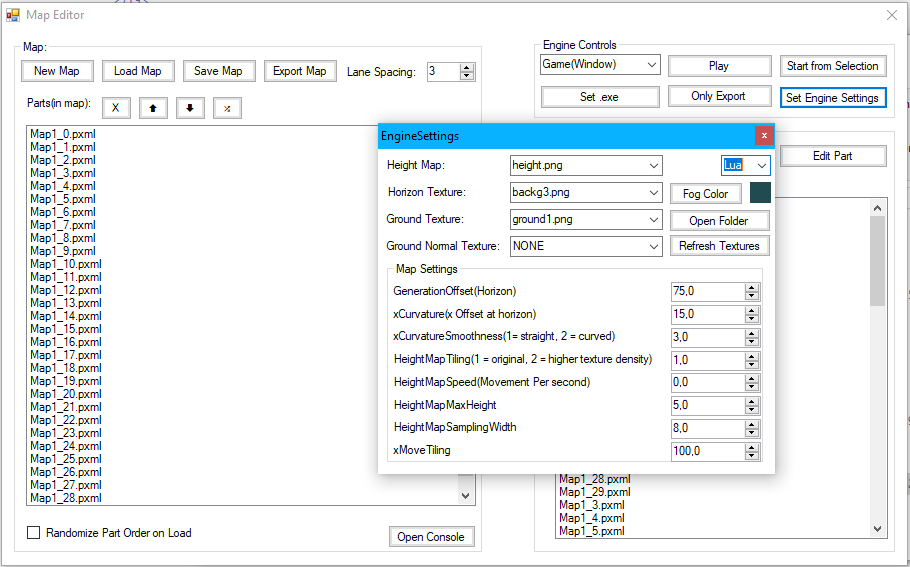 Map Editor
Map:
New Map
Load Map
Save Map
Export Map
Lane Spacing:
3
Parts(in map):
X
Map1_0.pxml
Map1_1.pxml
Map1_2.pxml
Map1_3.pxml
Map1_4.pxml
Map1_5.pxml
Map1_6.pxml
Map1_7.pxml
Map1_8.pxml
Map1_9.pxml
Map1_10.pxml
Map1_11.pxml
Map1_12.pxml
Map1_13.pxml
Map1_14.pxml
Map1_15.pxml
Map1_16.pxml
Map1_17.pxml
Map1_18.pxml
Map1_19.pxml
Map1_20.pxml
Map1_21.pxml
Map1_22.pxml
Map1_23.pxml
Map1_24.pxml
Map1_25.pxml
Map1_26.pxml
Map1_27.pxml
Map1_28.pxml
Randomize Part Order on Load
Open Console
Engine Controls
Game(Window)
Play
Start from Selection
Set .exe
Only Export
Set Engine Settings
Edit Part
EngineSettings
x
Height Map:
height.png
Lua
Horizon Texture:
backg3.png
Fog Color
Ground Texture:
ground1.png
Open Folder
Ground Normal Texture:
NONE
Refresh Textures
Map Settings
GenerationOffset(Horizon)
75,0
xCurvature(x Offset at horizon)
15,0
xCurvatureSmoothness(1= straight, 2 = curved)
3,0
HeightMapTiling(1 = original, 2 = higher texture density)
1,0
HeightMapSpeed(Movement Per second)
0,0
HeightMapMaxHeight
5,0
HeightMapSamplingWidth
8,0
xMoveTiling
100,0
Map1_28.pxml
Map1_29.pxml
Map1_3.pxml
Map1_4.pxml
Map1_5.pxml